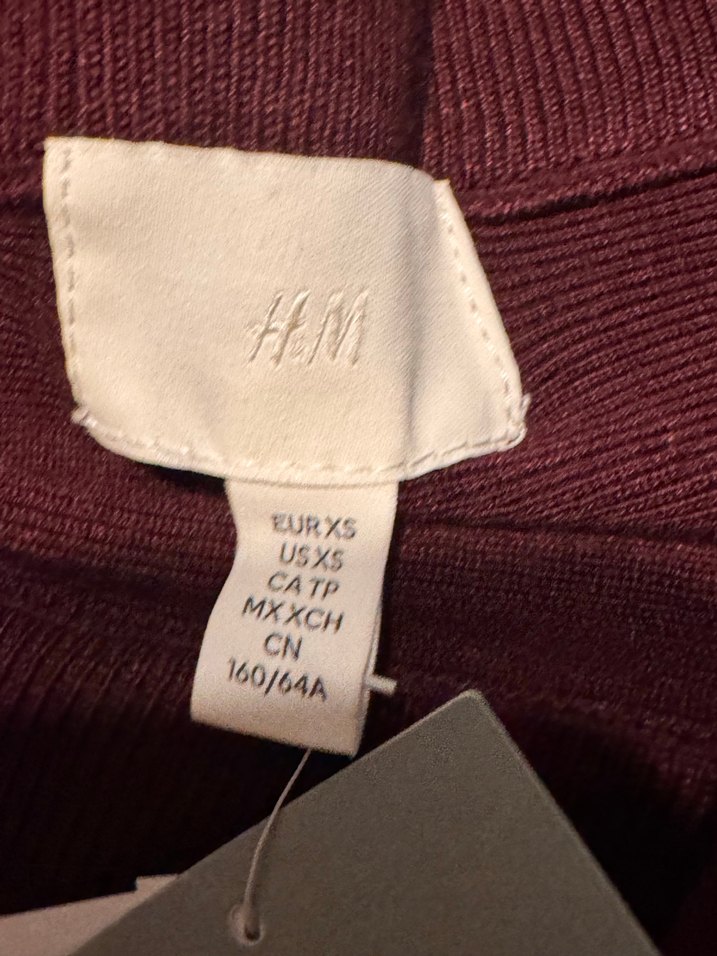 H&M
EUR XS
US XS
CA TP
MX XCH
CN
160/64A